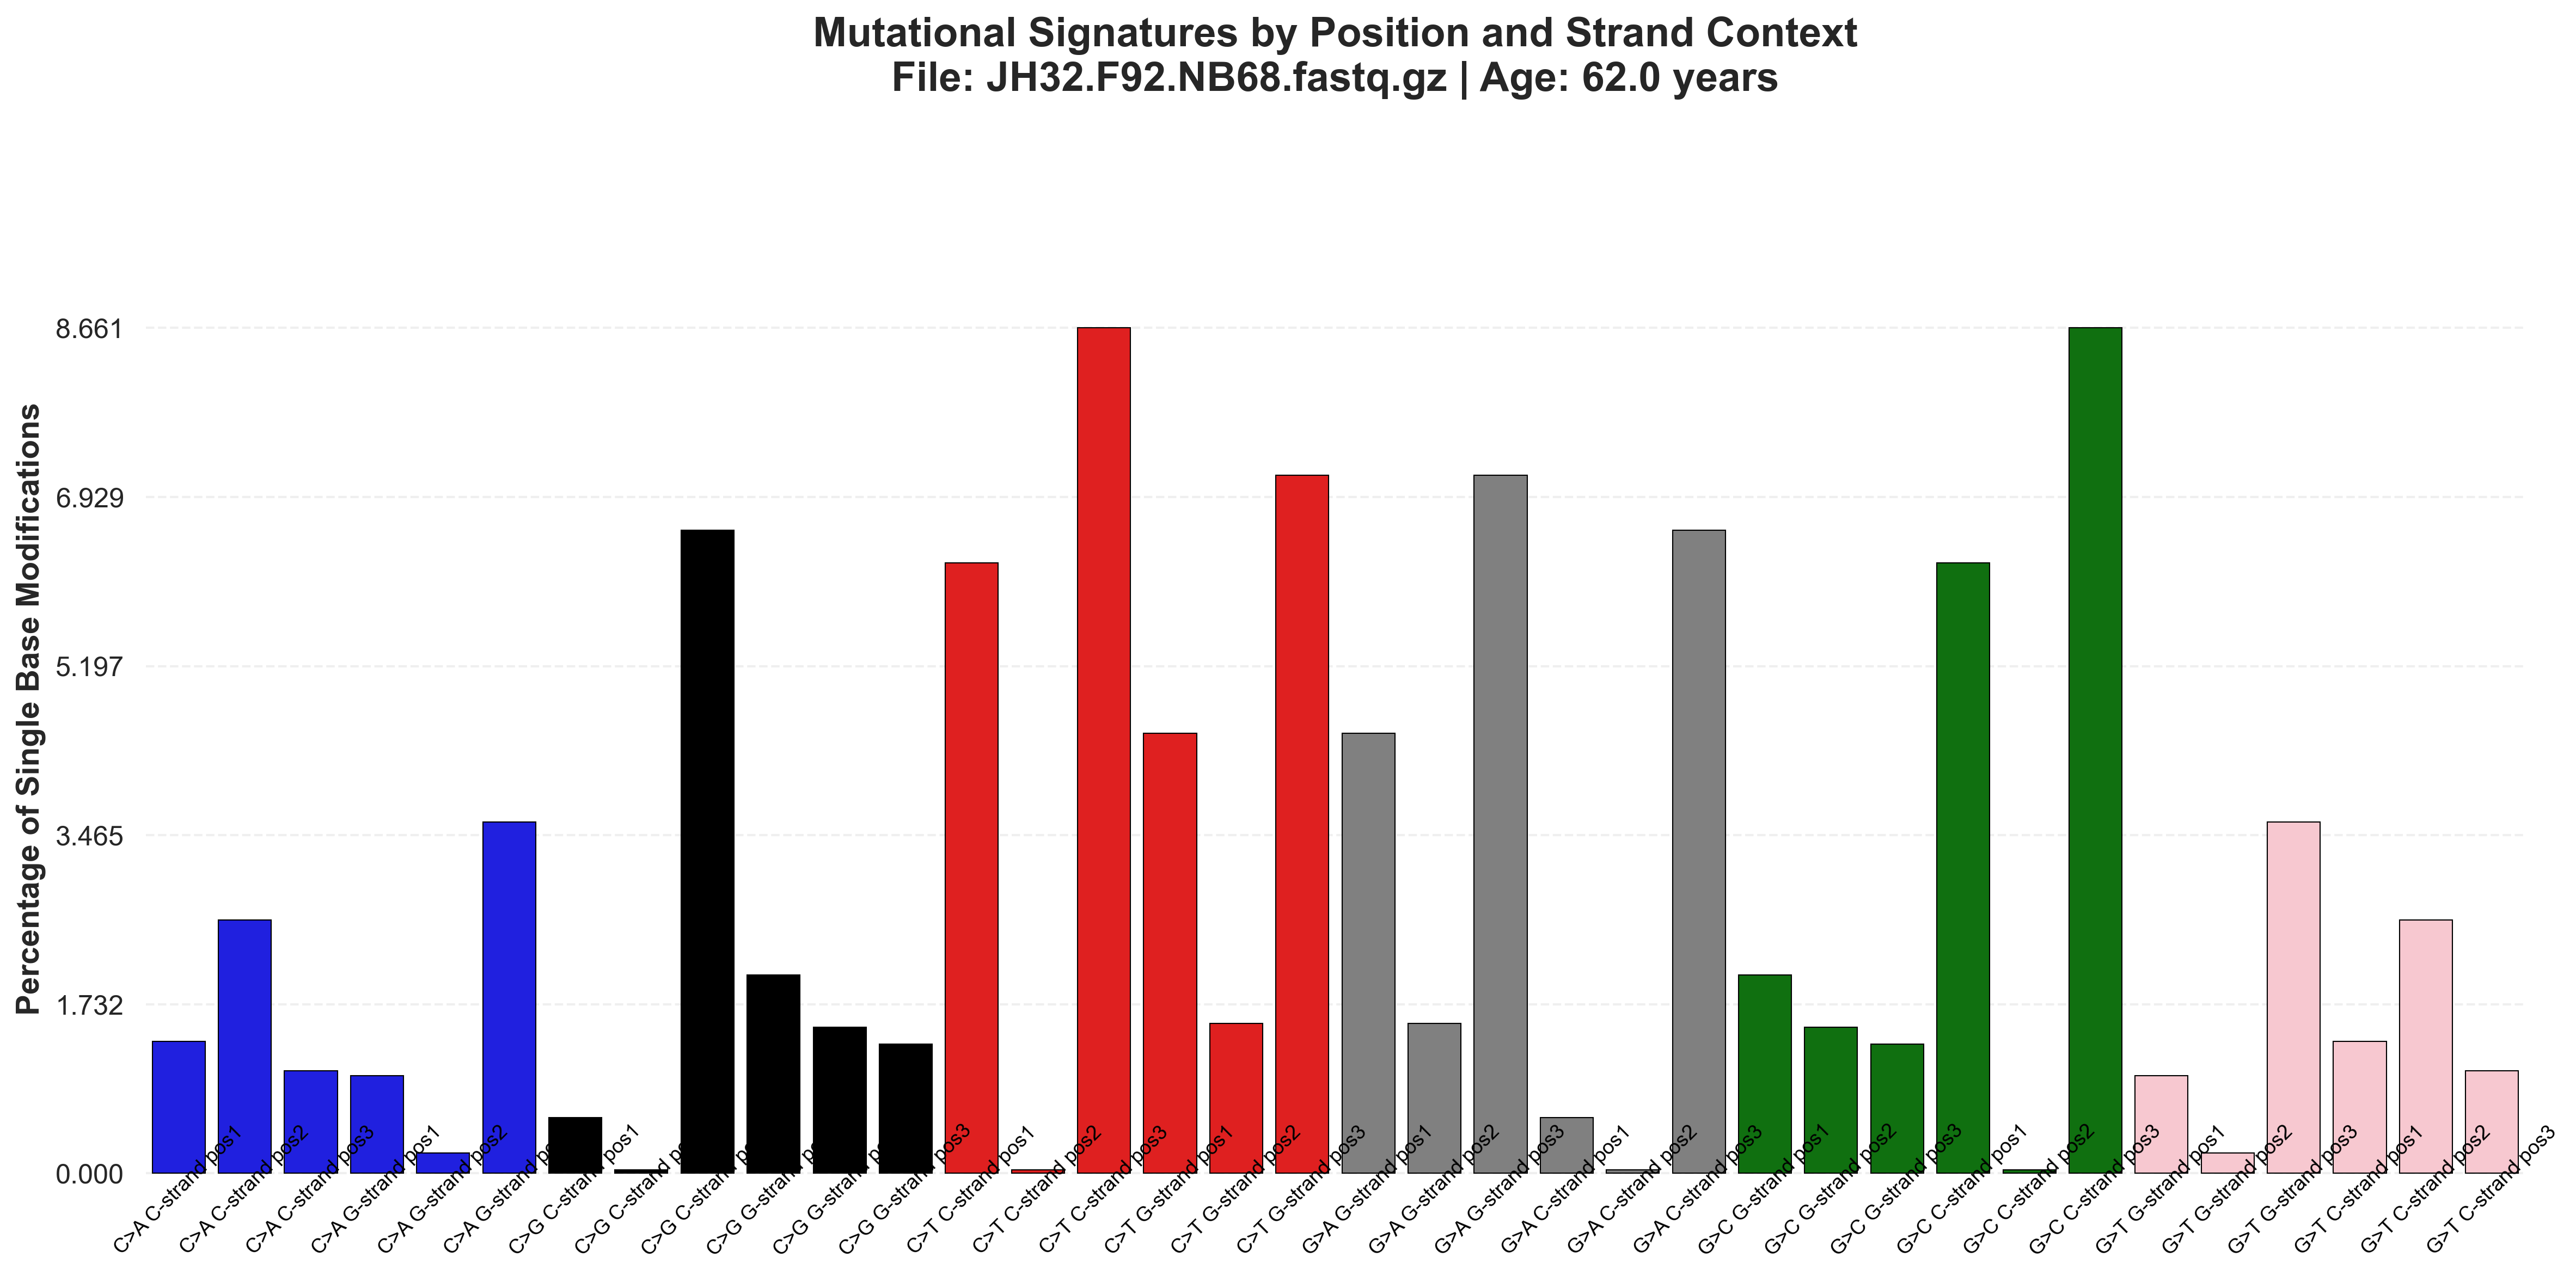 Mutational Signatures by Position and Strand Context
File: JH32.F92.NB68.fastq.gz | Age: 62.0 years
Percentage of Single Base Modifications
8.661
6.929
5.197
3.465
1.732
0.000
C>A C-strand pos1
C>A C-strand pos2
C>A C-strand pos3
C>A G-strand pos1
C>A G-strand pos2
C>A G-strand
C>G C-strand pos1
C>G C-strand
C>G C-strand
C>G G-strand
C>G G-strand
C>G G-strand pos3
C>T C-strand pos1
C>T C-strand pos2
C>T C-strand pos3
C>T G-strand pos1
C>T G-strand pos2
C>T G-strand pos3
G>A G-strand pos1
G>A G-strand pos2
G>A G-strand pos3
G>A C-strand pos1
G>A C-strand pos2
G>A C-strand pos3
G>C G-strand pos1
G>C G-strand pos2
G>C G-strand pos3
G>C C-strand pos1
G>C C-strand pos2
G>C C-strand pos3
G>T G-strand pos1
G>T G-strand pos2
G>T G-strand pos3
G>T C-strand pos1
G>T C-strand pos2
G>T C-strand pos3